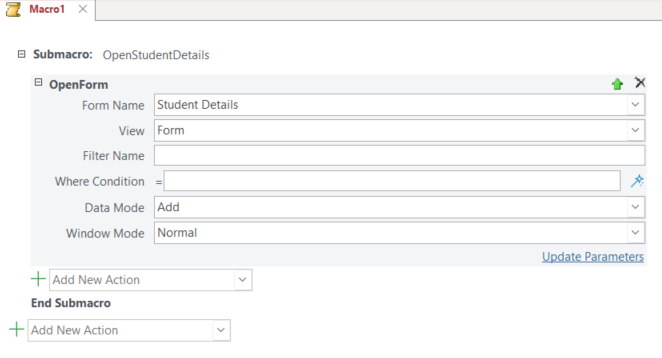 Macro1
Submacro: OpenStudentDetails
OpenForm
Form Name Student Details
View Form
Filter Name
Where Condition =
Data Mode Add
Window Mode Normal
Update Parameters
Add New Action
End Submacro
Add New Action